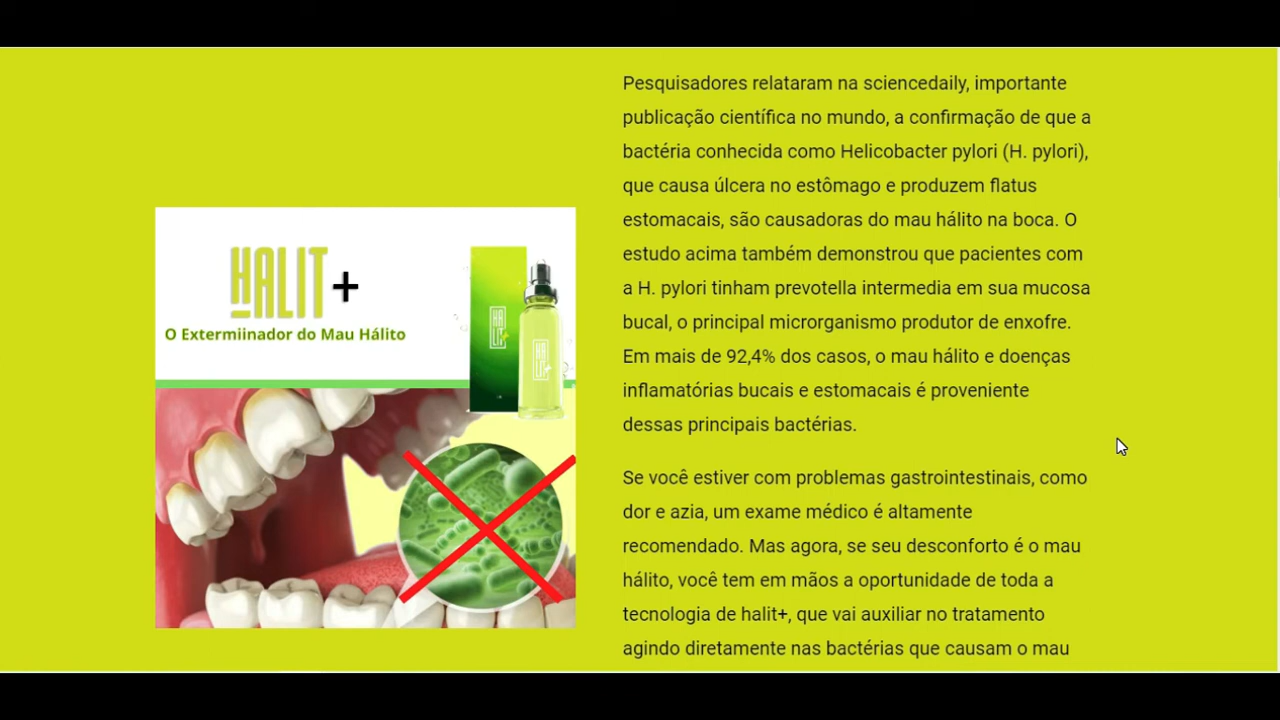 HALIT+
O Extermiinador do Mau Hálito
HA
LIT+
HA
LIT+
Pesquisadores relataram na sciencedaily, importante
publicação científica no mundo, a confirmação de que a
bactéria conhecida como Helicobacter pylori (H. pylori),
que causa úlcera no estômago e produzem flatus
estomacais, são causadoras do mau hálito na boca. O
estudo acima também demonstrou que pacientes com
a H. pylori tinham prevotella intermedia em sua mucosa
bucal, o principal microrganismo produtor de enxofre.
Em mais de 92,4% dos casos, o mau hálito e doenças
inflamatórias bucais e estomacais é proveniente
dessas principais bactérias.
Se você estiver com problemas gastrointestinais, como
dor e azia, um exame médico é altamente
recomendado. Mas agora, se seu desconforto é o mau
hálito, você tem em mãos a oportunidade de toda a
tecnologia de halit+, que vai auxiliar no tratamento
agindo diretamente nas bactérias que causam o mau